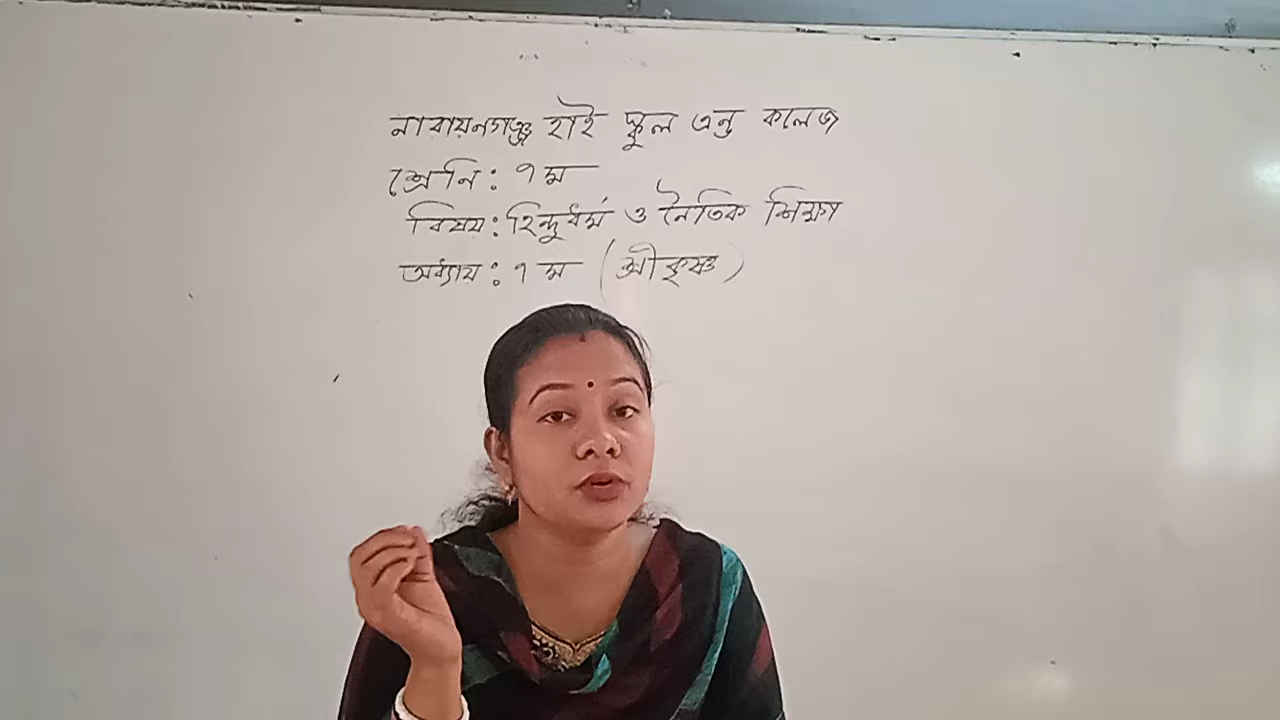 নারায়নগঞ্জ হাই স্কুল এন্ড কলেজ
শ্রেনি: ৭ম
বিষয়: হিন্দুধর্ম ও নৈতিক শিক্ষা
অধ্যায়: ৭ম (শ্রীকৃষ্ণ)